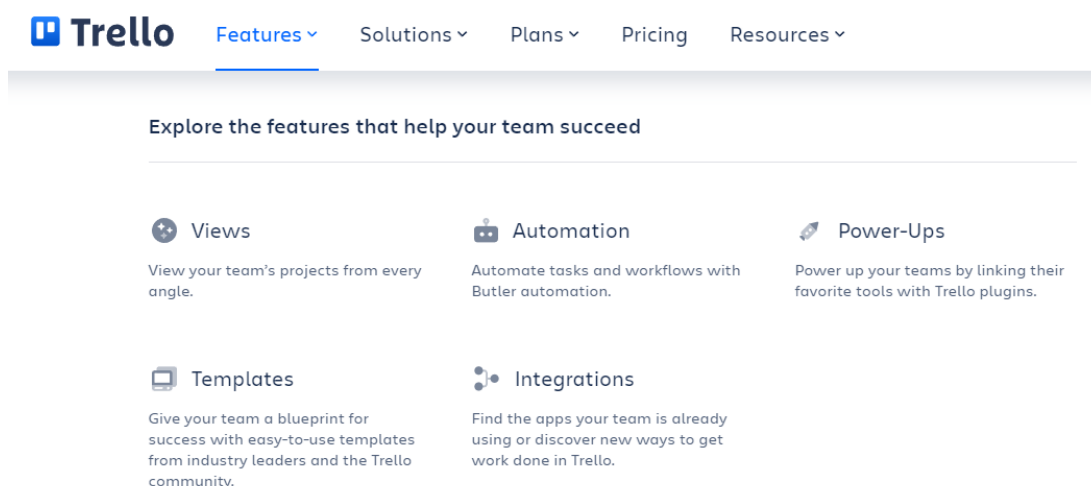 Trello Features Solutions Plans Pricing Resources
Explore the features that help your team succeed
Views
View your team's projects from every
angle.
Automation
Automate tasks and workflows with
Butler automation.
Power-Ups
Power up your teams by linking their
favorite tools with Trello plugins.
Templates
Give your team a blueprint for
success with easy-to-use templates
from industry leaders and the Trello
community.
Integrations
Find the apps your team is already
using or discover new ways to get
work done in Trello.